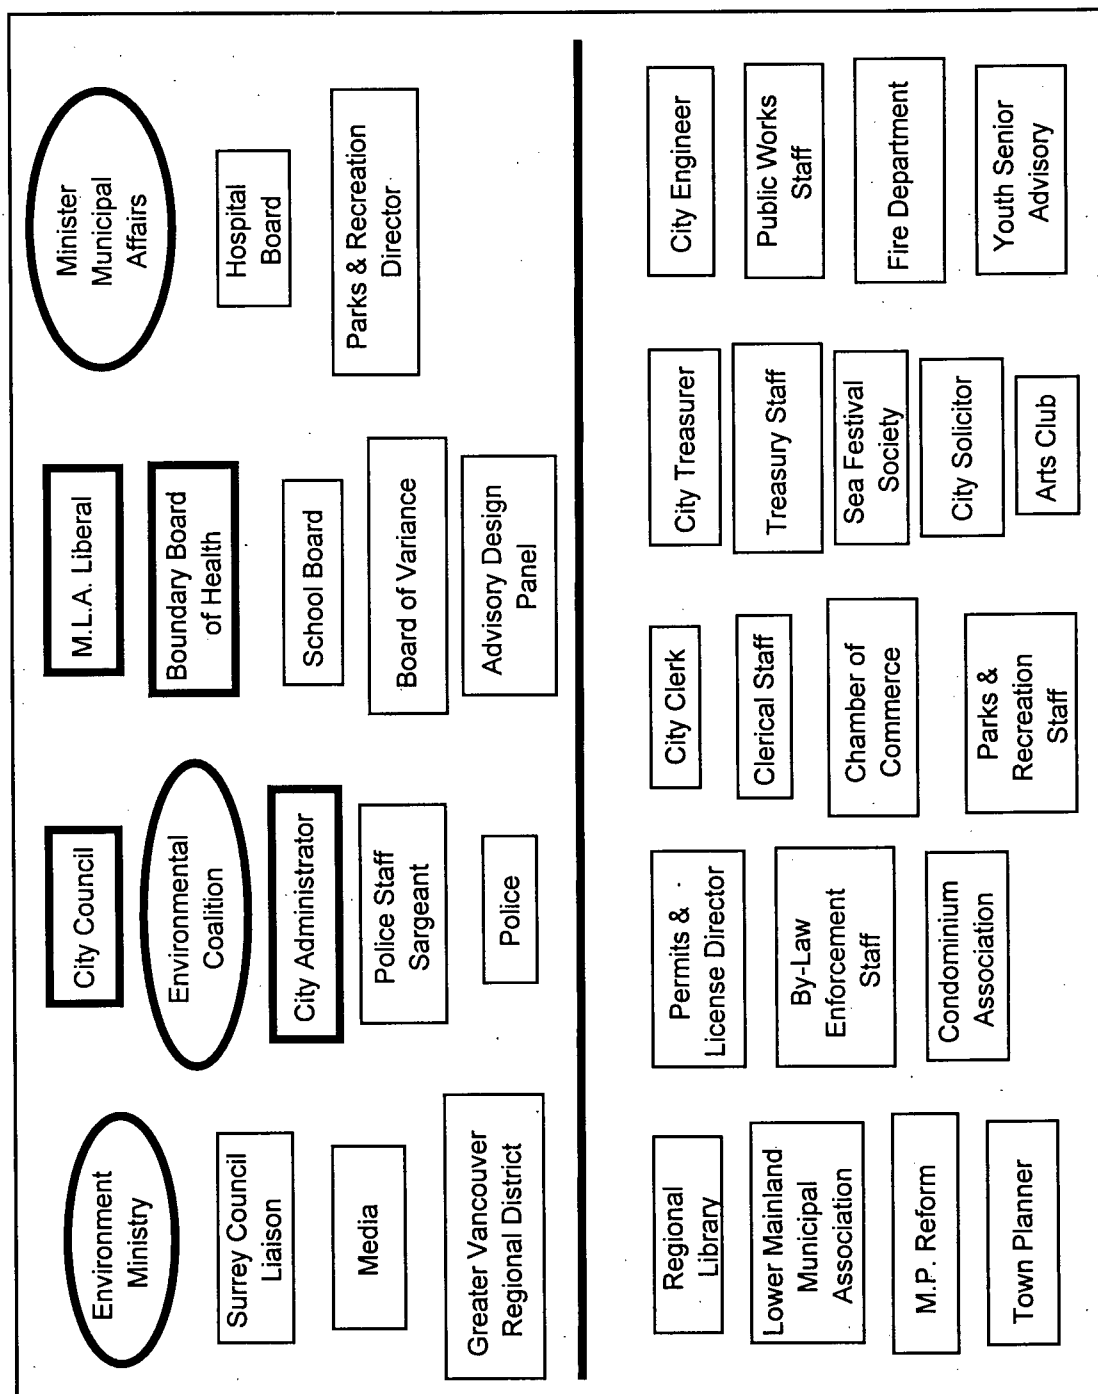 Environment
Ministry
Surrey Council
Liaison
Media
Greater Vancouver
Regional District
City Council
Environmental
Coalition
City Administrator
Police Staff
Sargeant
Police
M.L.A. Liberal
Boundary Board
of Health
School Board
Board of Variance
Advisory Design
Panel
Minister
Municipal
Affairs
Hospital
Board
Parks & Recreation
Director
Regional
Library
Lower Mainland
Municipal
Association
M.P. Reform
Town Planner
Permits &
License Director
By-Law
Enforcement
Staff
Condominium
Association
City Clerk
Clerical Staff
Chamber of
Commerce
Parks &
Recreation
Staff
City Treasurer
Treasury Staff
Sea Festival
Society
City Solicitor
Arts Club
City Engineer
Public Works
Staff
Fire Department
Youth Senior
Advisory